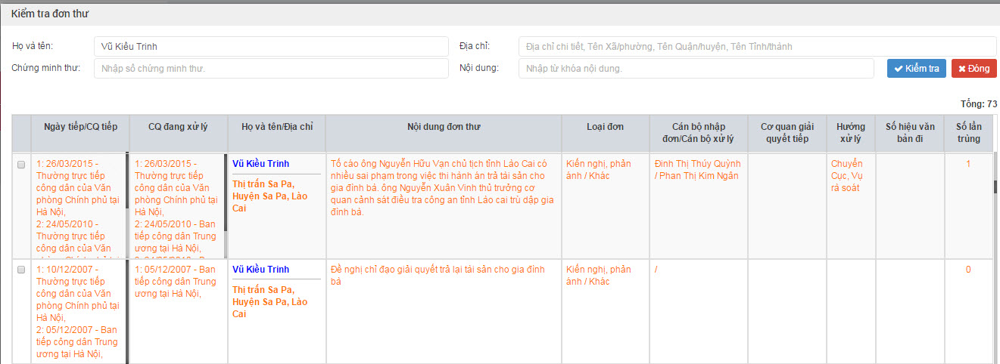 Kiểm tra đơn thư
Họ và tên:
Vũ Kiều Trinh
Địa chỉ:
Địa chỉ chi tiết, Tên Xã/phường, Tên Quận/huyện, Tên Tỉnh/thành
Chứng minh thư:
Nhập số chứng minh thư.
Nội dung:
Nhập từ khóa nội dung.
Kiểm tra
Đóng
Tổng: 73
Ngày tiếp/CQ tiếp
CQ đang xử lý
Họ và tên/Địa chỉ
Nội dung đơn thư
Loại đơn
Cán bộ nhập
đơn/Cán bộ xử lý
Cơ quan giải
quyết tiếp
Hướng
xử lý
Số hiệu văn
bản đi
Số lần
trùng
1: 26/03/2015 -
Thường trực tiếp
công dân của Văn
phòng Chính phủ tại
Hà Nội,
2: 24/05/2010 -
Thường trực tiếp
công dân của Văn
1: 26/03/2015 -
Thường trực tiếp
công dân của Văn
phòng Chính phủ tại
Hà Nội,
2: 24/05/2010 - Ban
tiếp công dân Trung
ương tại Hà Nội,
Vũ Kiều Trinh
Thị trấn Sa Pa,
Huyện Sa Pa, Lào
Cai
Tố cáo ông Nguyễn Hữu Vạn chủ tịch tỉnh Lào Cai có
nhiều sai phạm trong việc thi hành án trả tài sản cho
gia đình bà. ông Nguyễn Xuân Vinh thủ trưởng cơ
quan cảnh sát điều tra công an tỉnh Lào cai trù dập gia
đình bà.
Kiến nghị, phản
ánh / Khác
Đinh Thị Thúy Quỳnh
/ Phan Thị Kim Ngân
Chuyển
Cục, Vụ
rà soát
1
1: 10/12/2007 -
Thường trực tiếp
công dân của Văn
phòng Chính phủ tại
Hà Nội,
2: 05/12/2007 - Ban
tiếp công dân Trung
ương tại Hà Nội,
1: 05/12/2007 - Ban
tiếp công dân Trung
ương tại Hà Nội,
Vũ Kiều Trinh
Thị trấn Sa Pa,
Huyện Sa Pa, Lào
Cai
Đề nghị chỉ đạo giải quyết trả lại tài sản cho gia đình
bà
Kiến nghị, phản
ánh / Khác
/
0